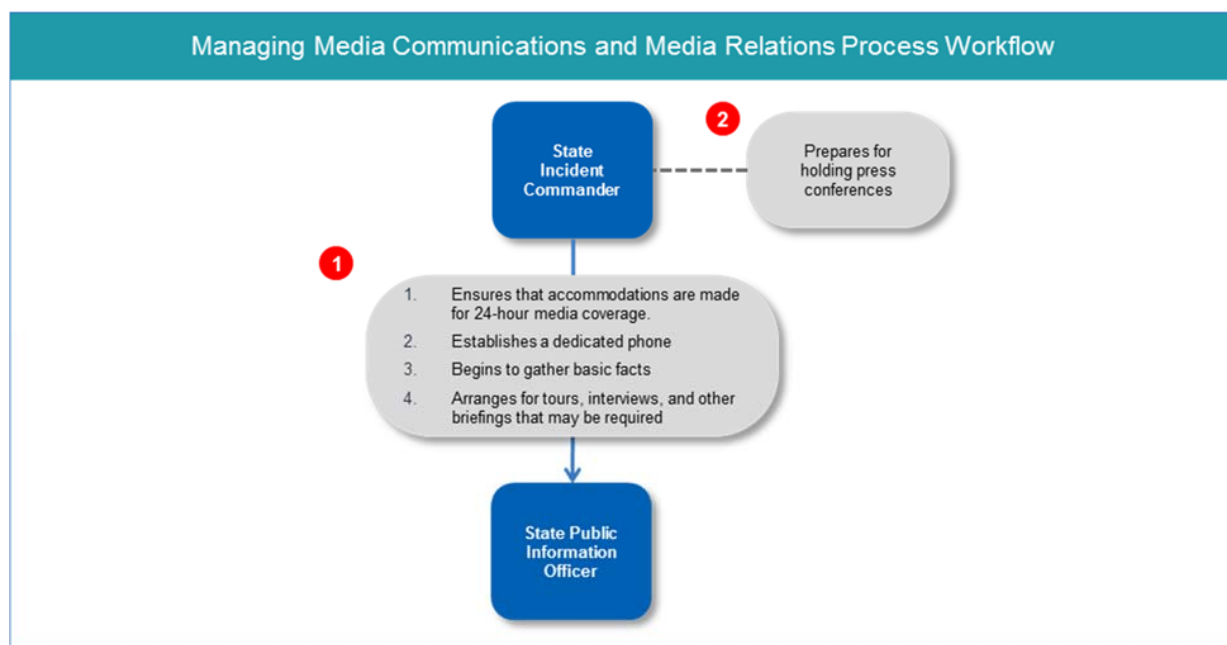 Managing Media Communications and Media Relations Process Workflow
State
Incident
Commander
2
Prepares for
holding press
conferences
1
1. Ensures that accommodations are made
for 24-hour media coverage.
2. Establishes a dedicated phone
3. Begins to gather basic facts
4. Arranges for tours, interviews, and other
briefings that may be required
State Public
Information
Officer